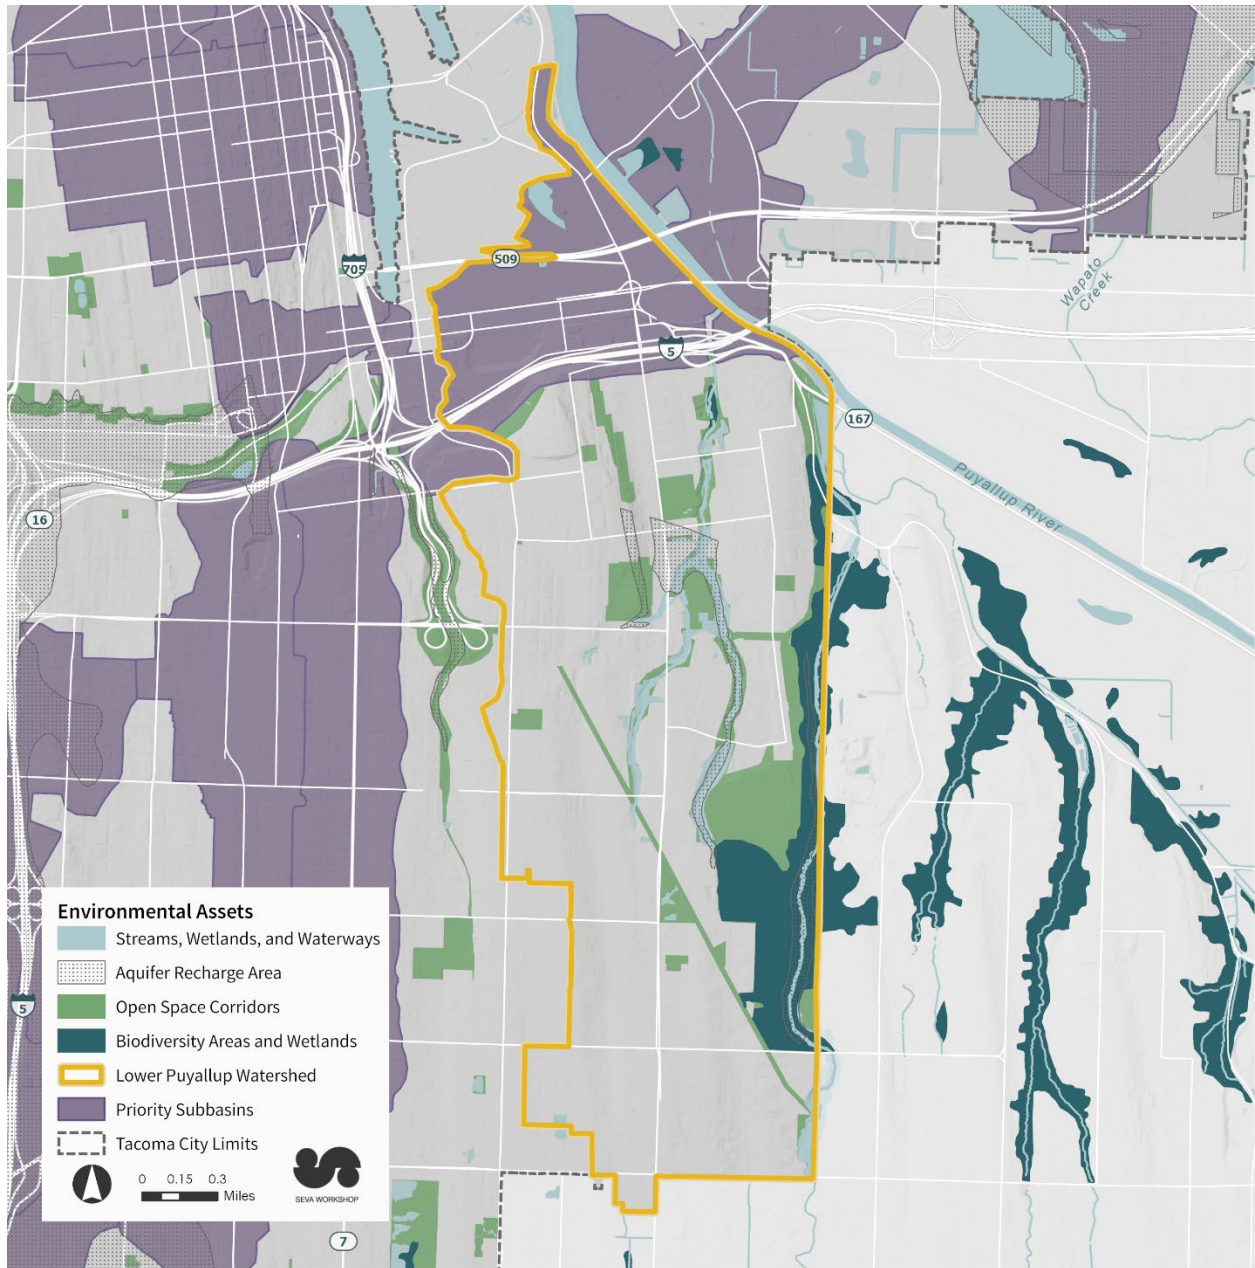 705
509
5
Wapato
Creek
167
Puyallup River
16
Environmental Assets
Streams, Wetlands, and Waterways
Aquifer Recharge Area
Open Space Corridors
Biodiversity Areas and Wetlands
Lower Puyallup Watershed
Priority Subbasins
Tacoma City Limits
0 0.15 0.3
Miles
SEVA WORKSHOP
5
7